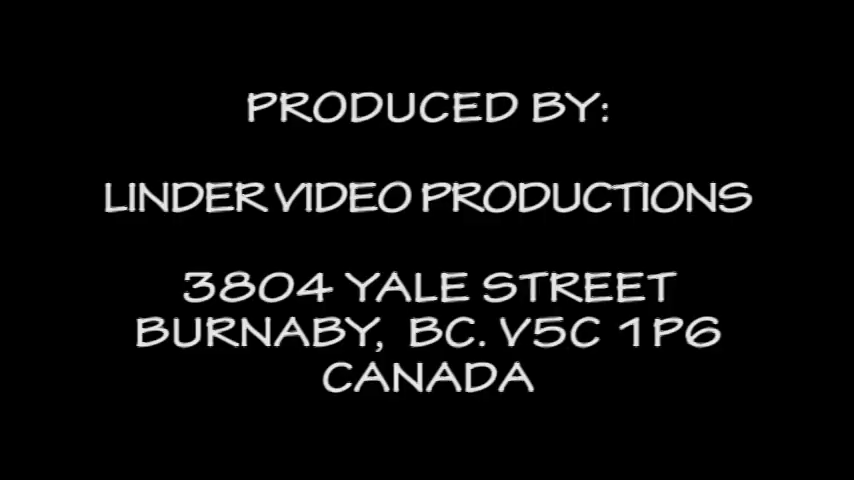 PRODUCED BY:
LINDER VIDEO PRODUCTIONS
3804 YALE STREET
BURNABY, BC. V5C 1P6
CANADA